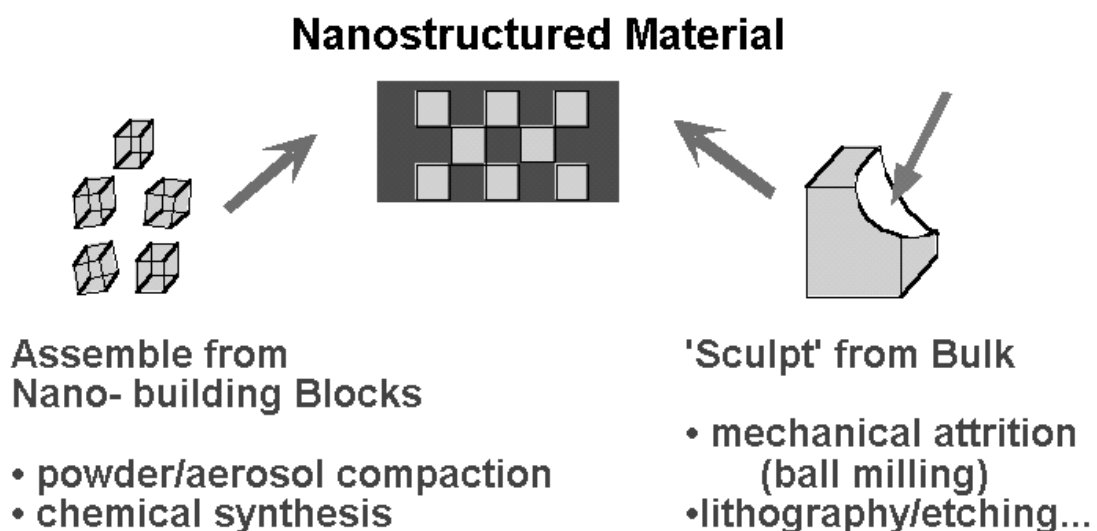 Nanostructured Material
Assemble from
Nano- building Blocks
• powder/aerosol compaction
• chemical synthesis
'Sculpt' from Bulk
• mechanical attrition
(ball milling)
•lithography/etching...